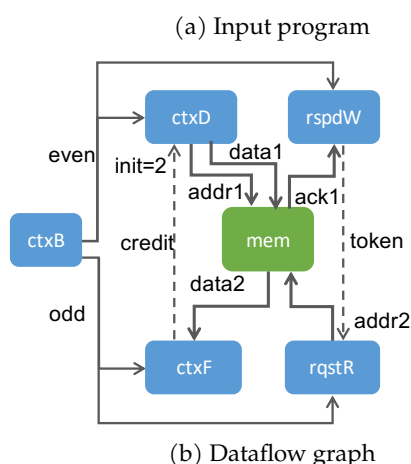 (a) Input program
ctxD
rspdW
even
init=2
data1
addr1
ack1
ctxB
credit
mem
token
data2
odd
addr2
ctxF
rqstR
(b) Dataflow graph